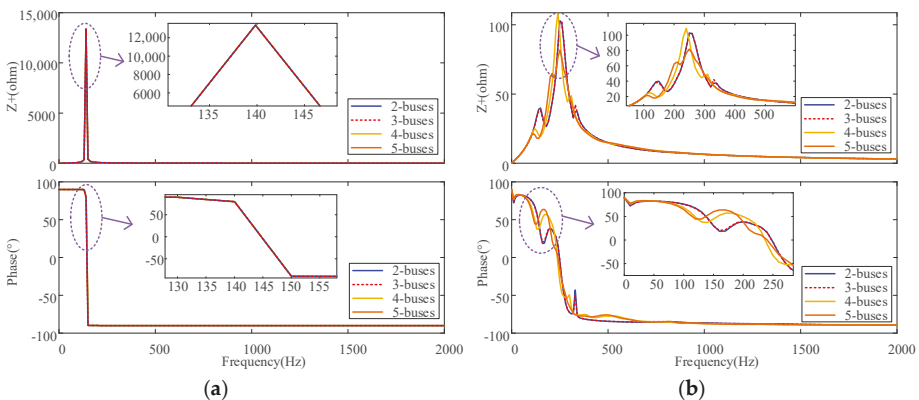 15,000
10,000
5000
0
Z+(ohm)
12,000
10,000
8000
6000
135
140
145
2-buses
3-buses
4-buses
5-buses
100
50
0
-50
-100
Phase(°)
50
0
-50
130
135
140
145
150
155
2-buses
3-buses
4-buses
5-buses
0
500
1000
1500
2000
Frequency(Hz)
(a)
100
50
0
Z+(ohm)
100
80
60
40
20
100
200
300
400
500
2-buses
3-buses
4-buses
5-buses
100
50
0
-50
-100
Phase(°)
50
0
-50
0
50
100
150
200
250
2-buses
3-buses
4-buses
5-buses
0
500
1000
1500
2000
Frequency(Hz)
(b)